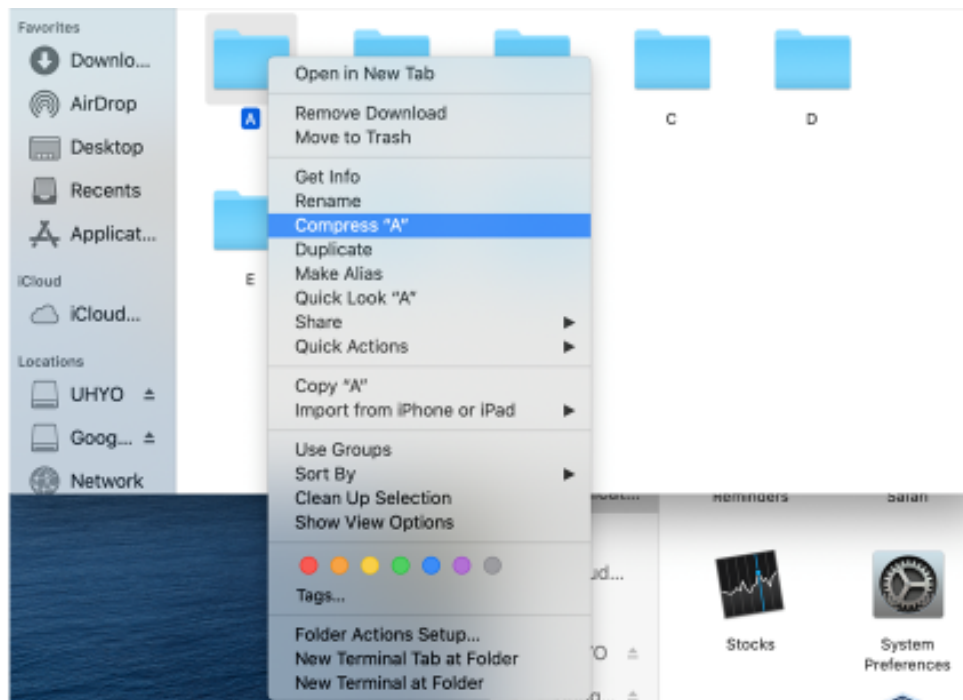 Favorites
Downlo...
AirDrop
Desktop
Recents
Applicat...
iCloud
iCloud...
Locations
UHYO
Goog...
Network
A
C
D
E
Open in New Tab
Remove Download
Move to Trash
Get Info
Rename
Compress "A"
Duplicate
Make Alias
Quick Look "A"
Share
Quick Actions
Copy "A"
Import from iPhone or iPad
Use Groups
Sort By
Clean Up Selection
Show View Options
Tags...
Folder Actions Setup...
New Terminal Tab at Folder
New Terminal at Folder
Reminders
Safari
Stocks
System
Preferences